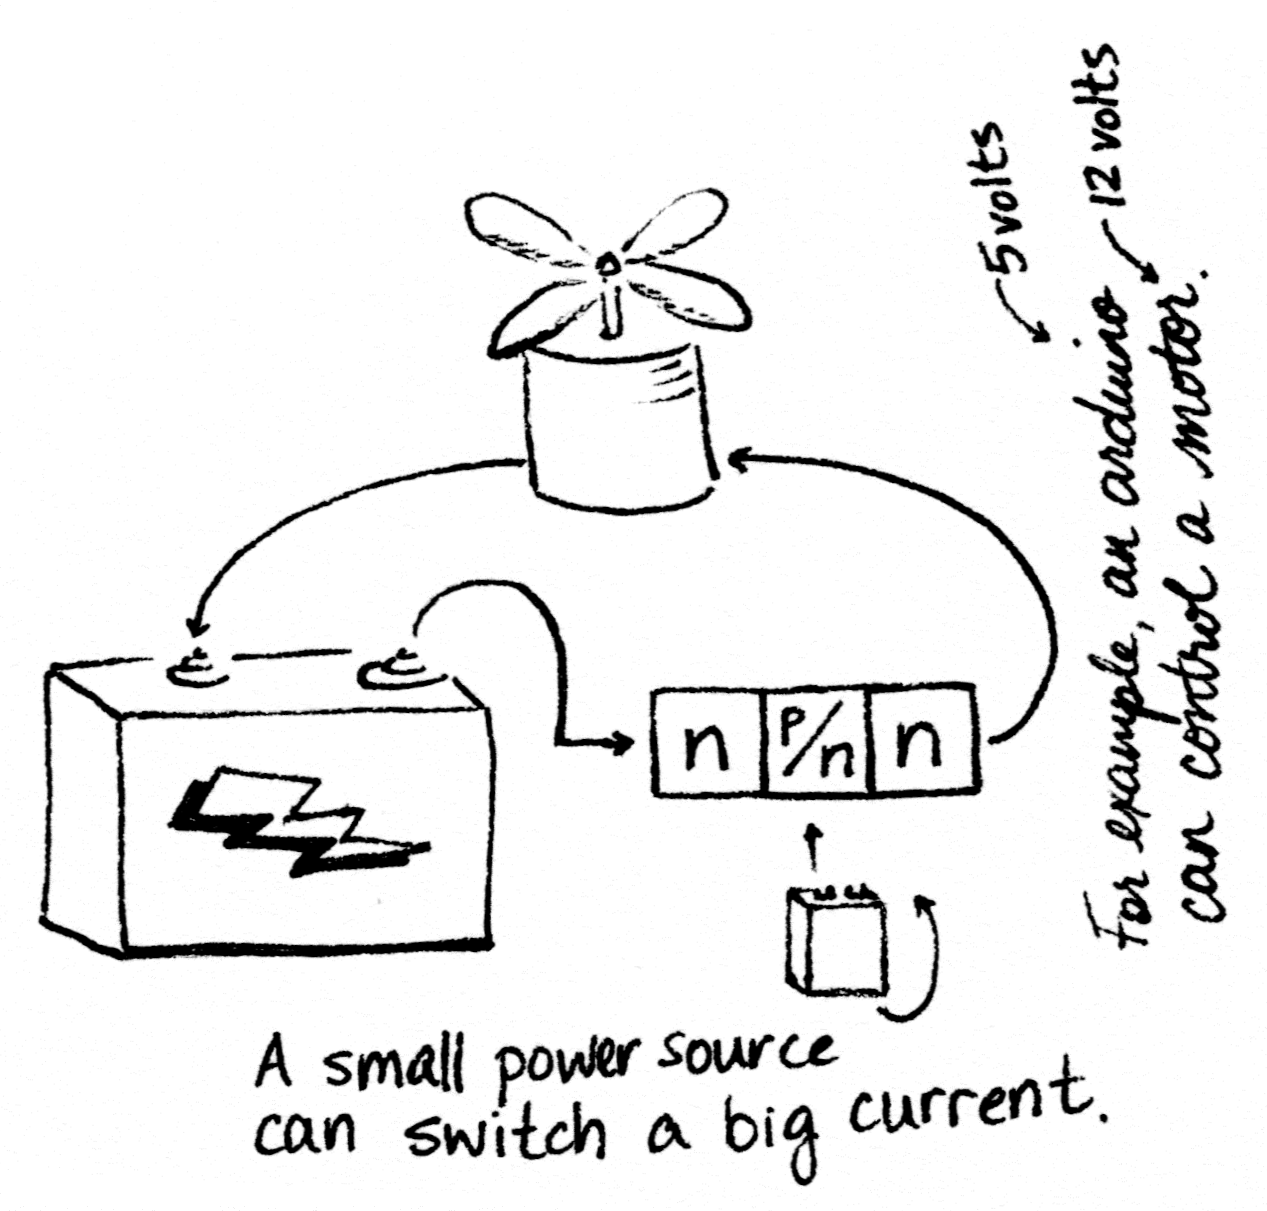 5 volts
12 volts
For example, an arduino
can control a motor.
n P/n n
A small power source
can switch a big current.